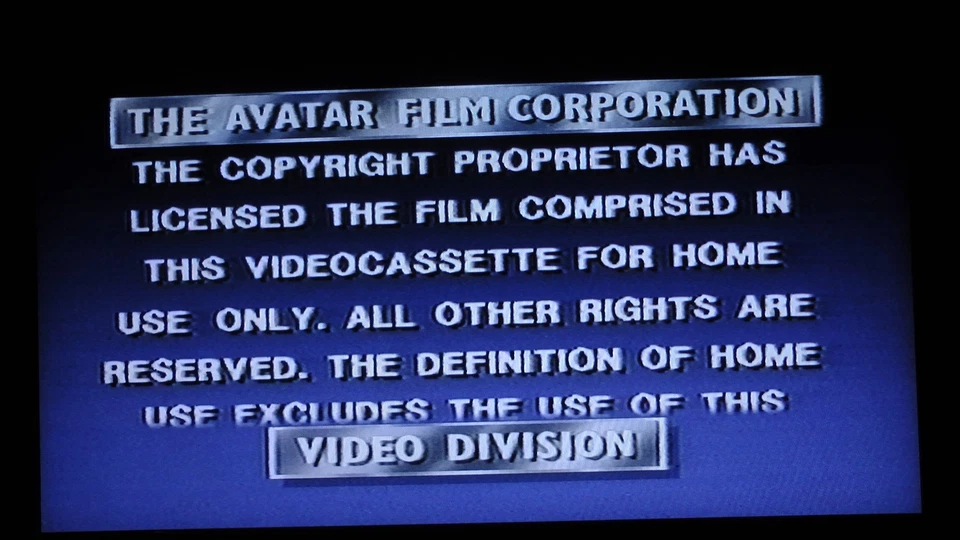 THE AVATAR FILM CORPORATION
THE COPYRIGHT PROPRIETOR HAS
LICENSED THE FILM COMPRISED IN
THIS VIDEOCASSETTE FOR HOME
USE ONLY. ALL OTHER RIGHTS ARE
RESERVED. THE DEFINITION OF HOME
USE EXCLUDES THE USE OF THIS
VIDEO DIVISION